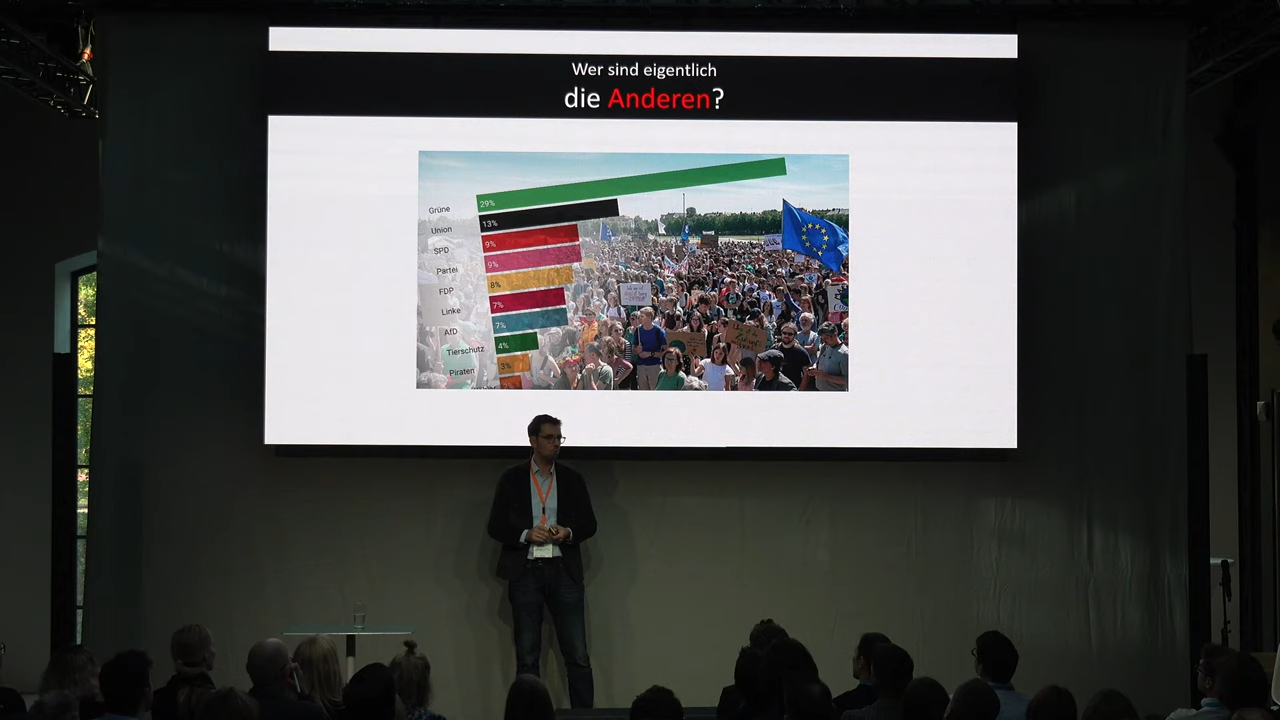 Wer sind eigentlich
die Anderen?
Grüne 29%
Union 13%
SPD 9%
Partei 9%
FDP 8%
Linke 7%
AfD 7%
Tierschutz 4%
Piraten 3%